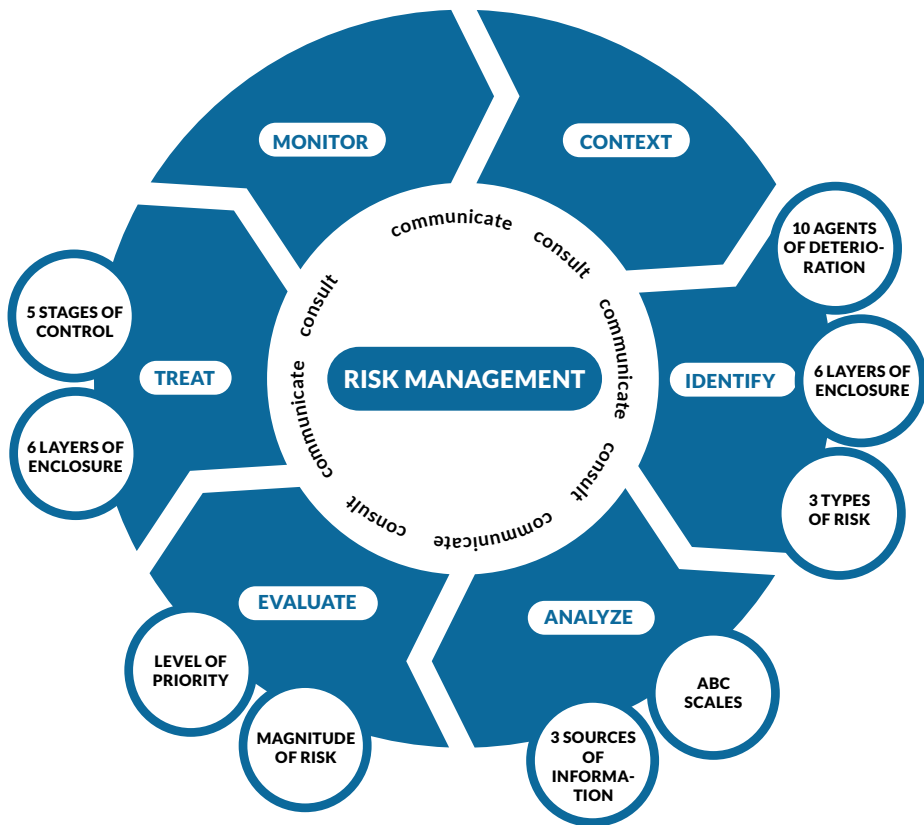 MONITOR
CONTEXT
10 AGENTS
OF DETERIO-
RATION
communicate
consult
communicate
consult
communicate
consult
communicate
consult
5 STAGES OF
CONTROL
TREAT
RISK MANAGEMENT
IDENTIFY
6 LAYERS OF
ENCLOSURE
6 LAYERS OF
ENCLOSURE
3 TYPES
OF RISK
EVALUATE
ANALYZE
LEVEL OF
PRIORITY
ABC
SCALES
MAGNITUDE
OF RISK
3 SOURCES
OF
INFORMA-
TION